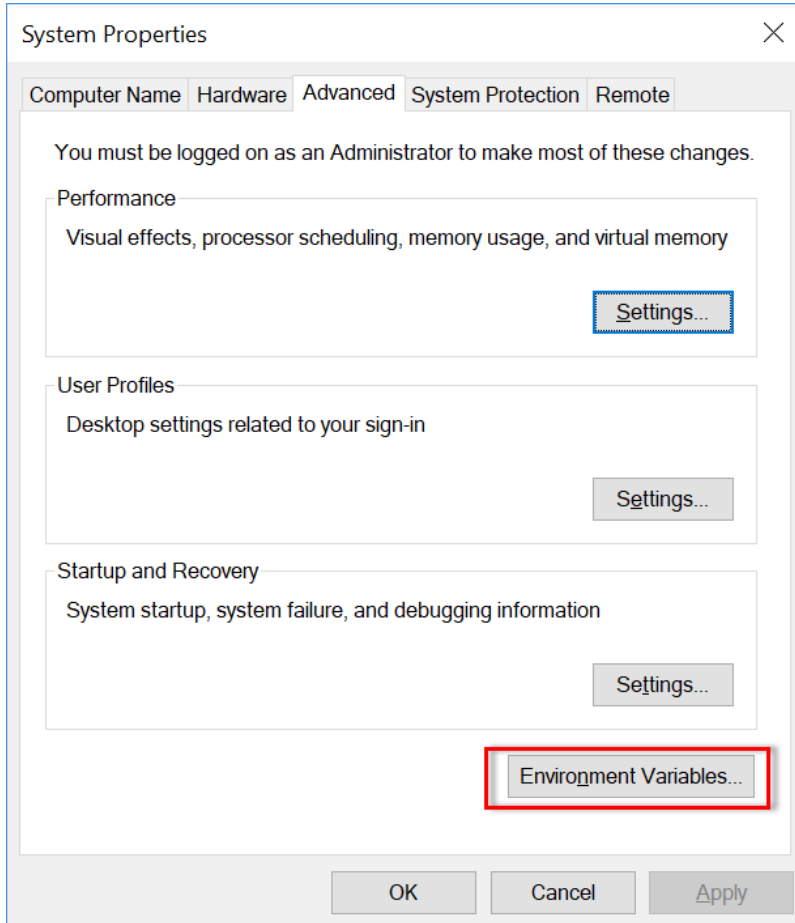 System Properties
Computer Name Hardware Advanced System Protection Remote
You must be logged on as an Administrator to make most of these changes.
Performance
Visual effects, processor scheduling, memory usage, and virtual memory
Settings...
User Profiles
Desktop settings related to your sign-in
Settings...
Startup and Recovery
System startup, system failure, and debugging information
Settings...
Environment Variables...
OK Cancel Apply